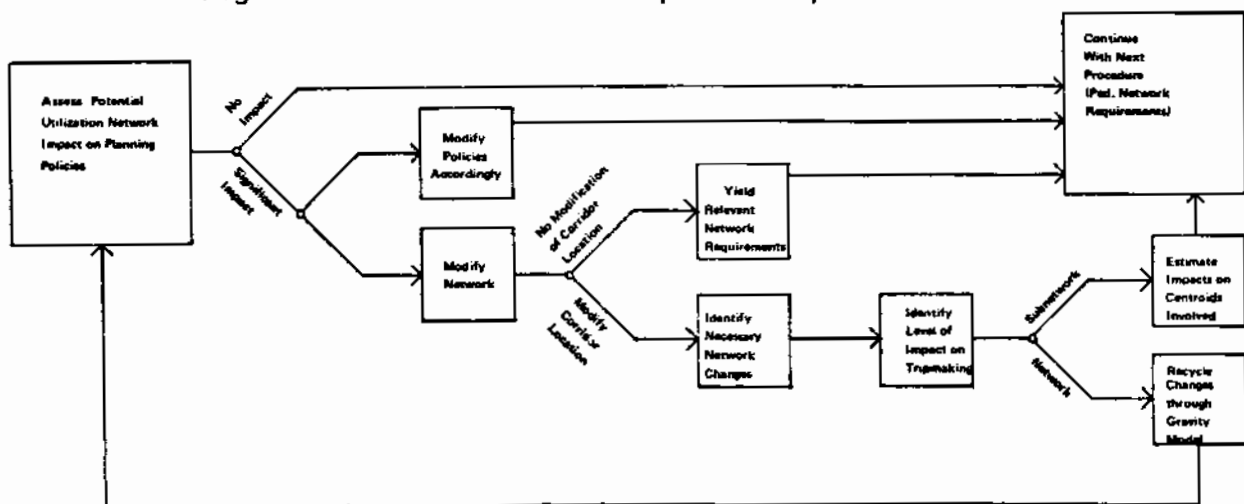 Assess Potential
Utilization Network
Impact on Planning
Policies
No
Impact
Significant
Impact
Modify
Policies
Accordingly
Modify
Network
No Modification
of Corridor
Location
Modify
Corridor
Location
Yield
Relevant
Network
Requirements
Identify
Necessary
Network
Changes
Identify
Level of
Impact on
Tripmaking
Subnetwork
Network
Continue
With Next
Procedure
(Ped. Network
Requirements)
Estimate
Impacts on
Centroids
Involved
Recycle
Changes
through
Gravity
Model